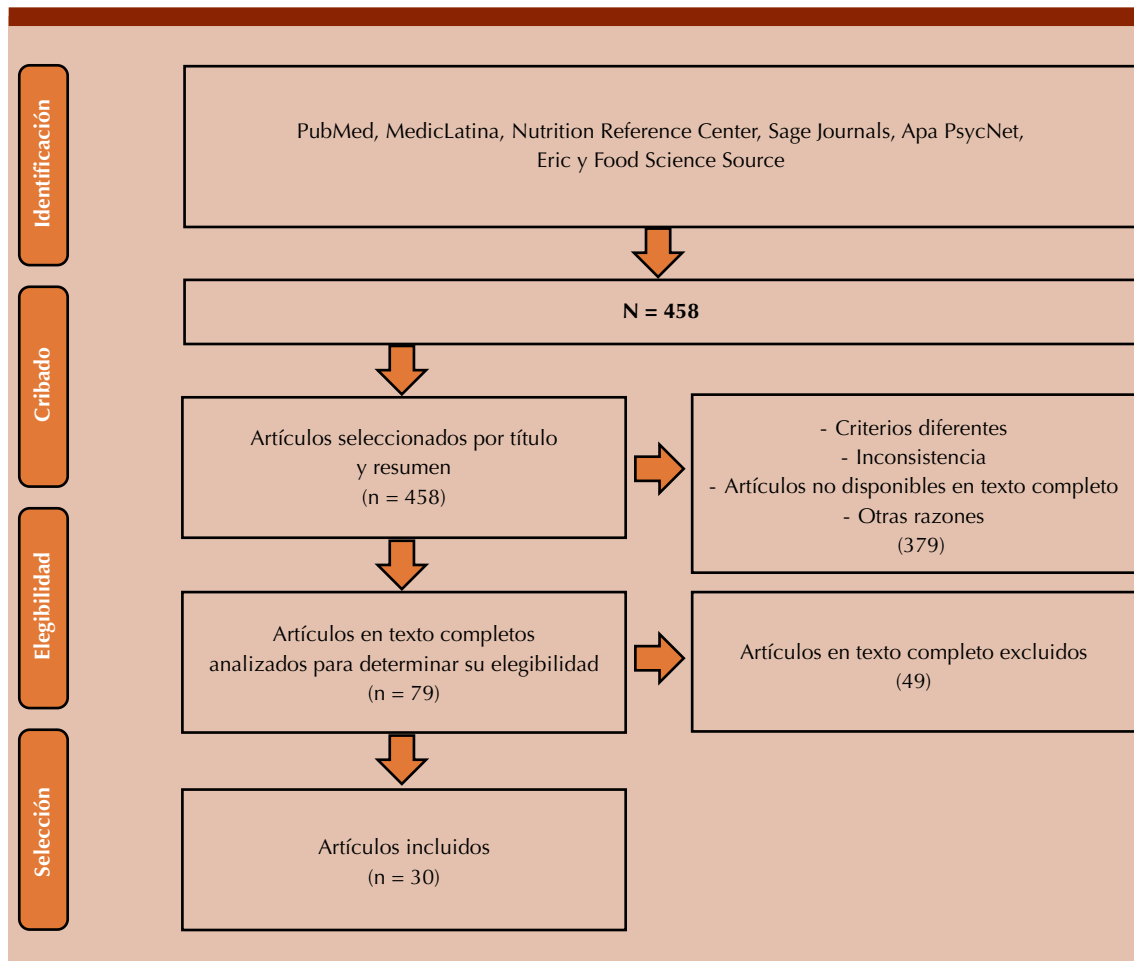 Identificación
PubMed, MedicLatina, Nutrition Reference Center, Sage Journals, Apa PsycNet,
Eric y Food Science Source
Cribado
N = 458
Artículos seleccionados por título
y resumen
(n = 458)
- Criterios diferentes
- Inconsistencia
- Artículos no disponibles en texto completo
- Otras razones
(379)
Elegibilidad
Artículos en texto completos
analizados para determinar su elegibilidad
(n = 79)
Artículos en texto completo excluidos
(49)
Selección
Artículos incluidos
(n = 30)